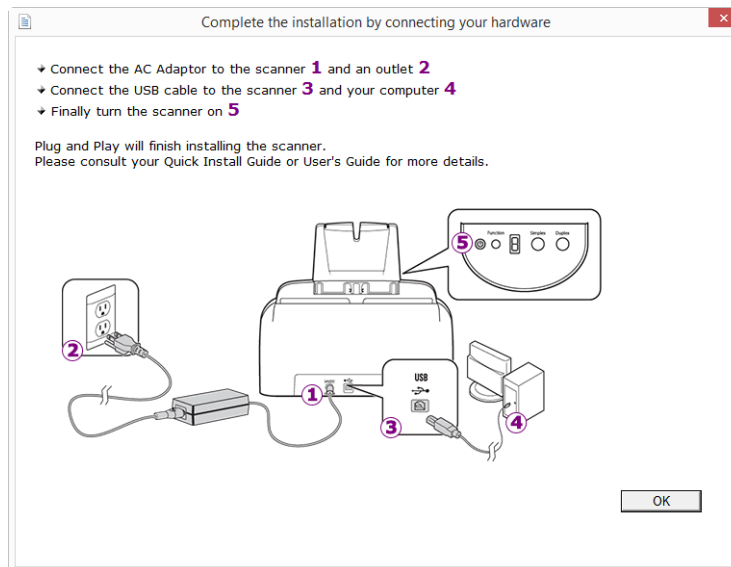 Complete the installation by connecting your hardware
Connect the AC Adaptor to the scanner 1 and an outlet 2
Connect the USB cable to the scanner 3 and your computer 4
Finally turn the scanner on 5
Plug and Play will finish installing the scanner.
Please consult your Quick Install Guide or User's Guide for more details.
Function Simplex Duplex
5
2
USB
1
3
4
OK